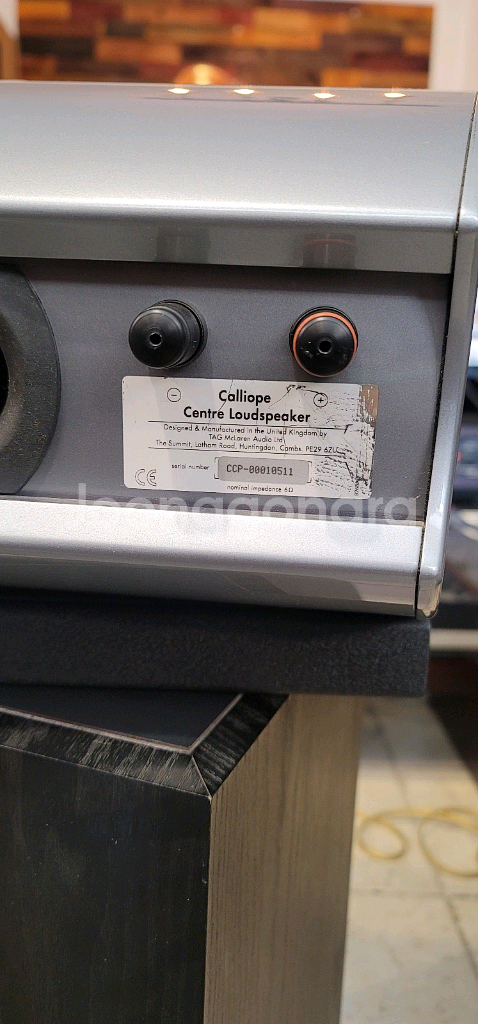 ⊖ Calliope ⊕
Centre Loudspeaker
Designed & Manufactured in the United Kingdom by
TAG McLaren Audio Ltd
The Summit, Latham Road, Huntingdon, Cambs. PE29 6ZU
serial number CCP-00010511
CE
nominal impedance 6Ω
joonggonara